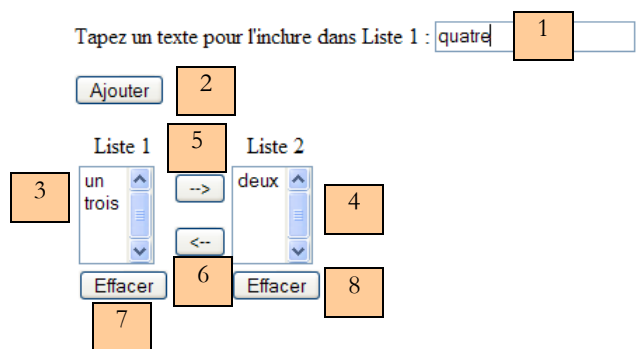 Tapez un texte pour l'inclure dans Liste 1 : quatre 1
Ajouter 2
Liste 1 5 Liste 2
3 un --> deux 4
trois
<--
Effacer 6 Effacer 8
7